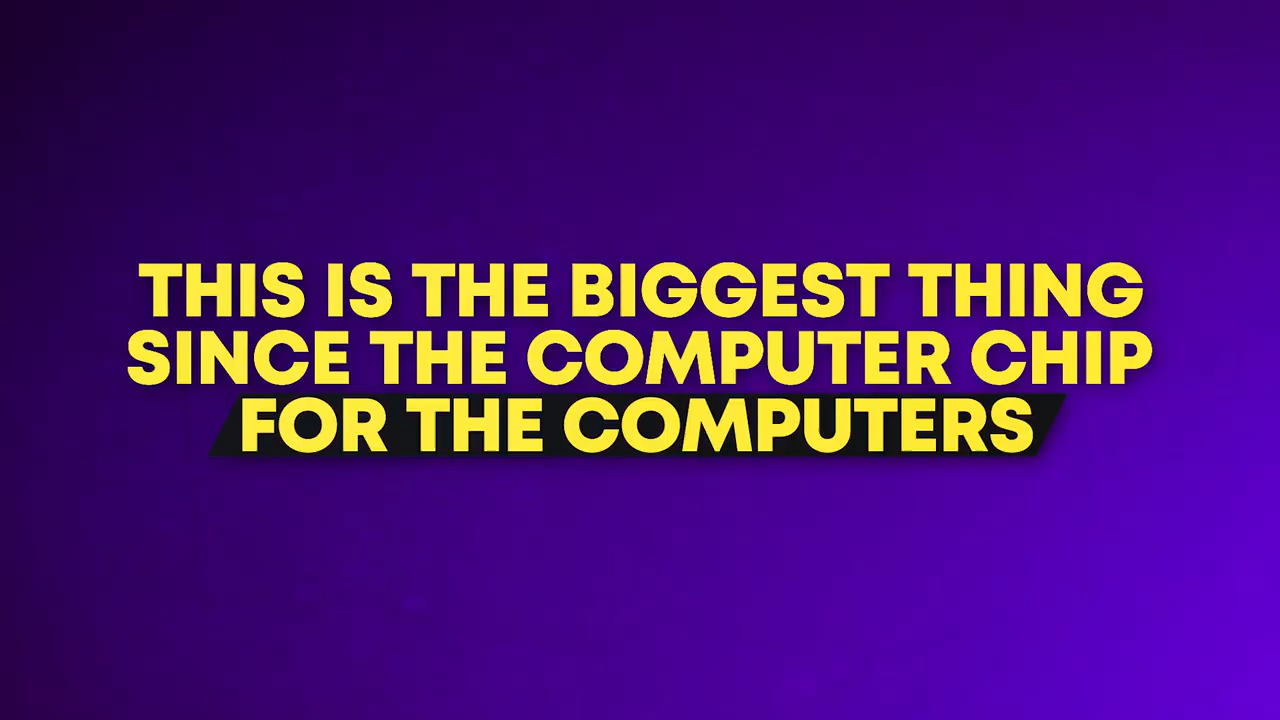 THIS IS THE BIGGEST THING
SINCE THE COMPUTER CHIP
FOR THE COMPUTERS